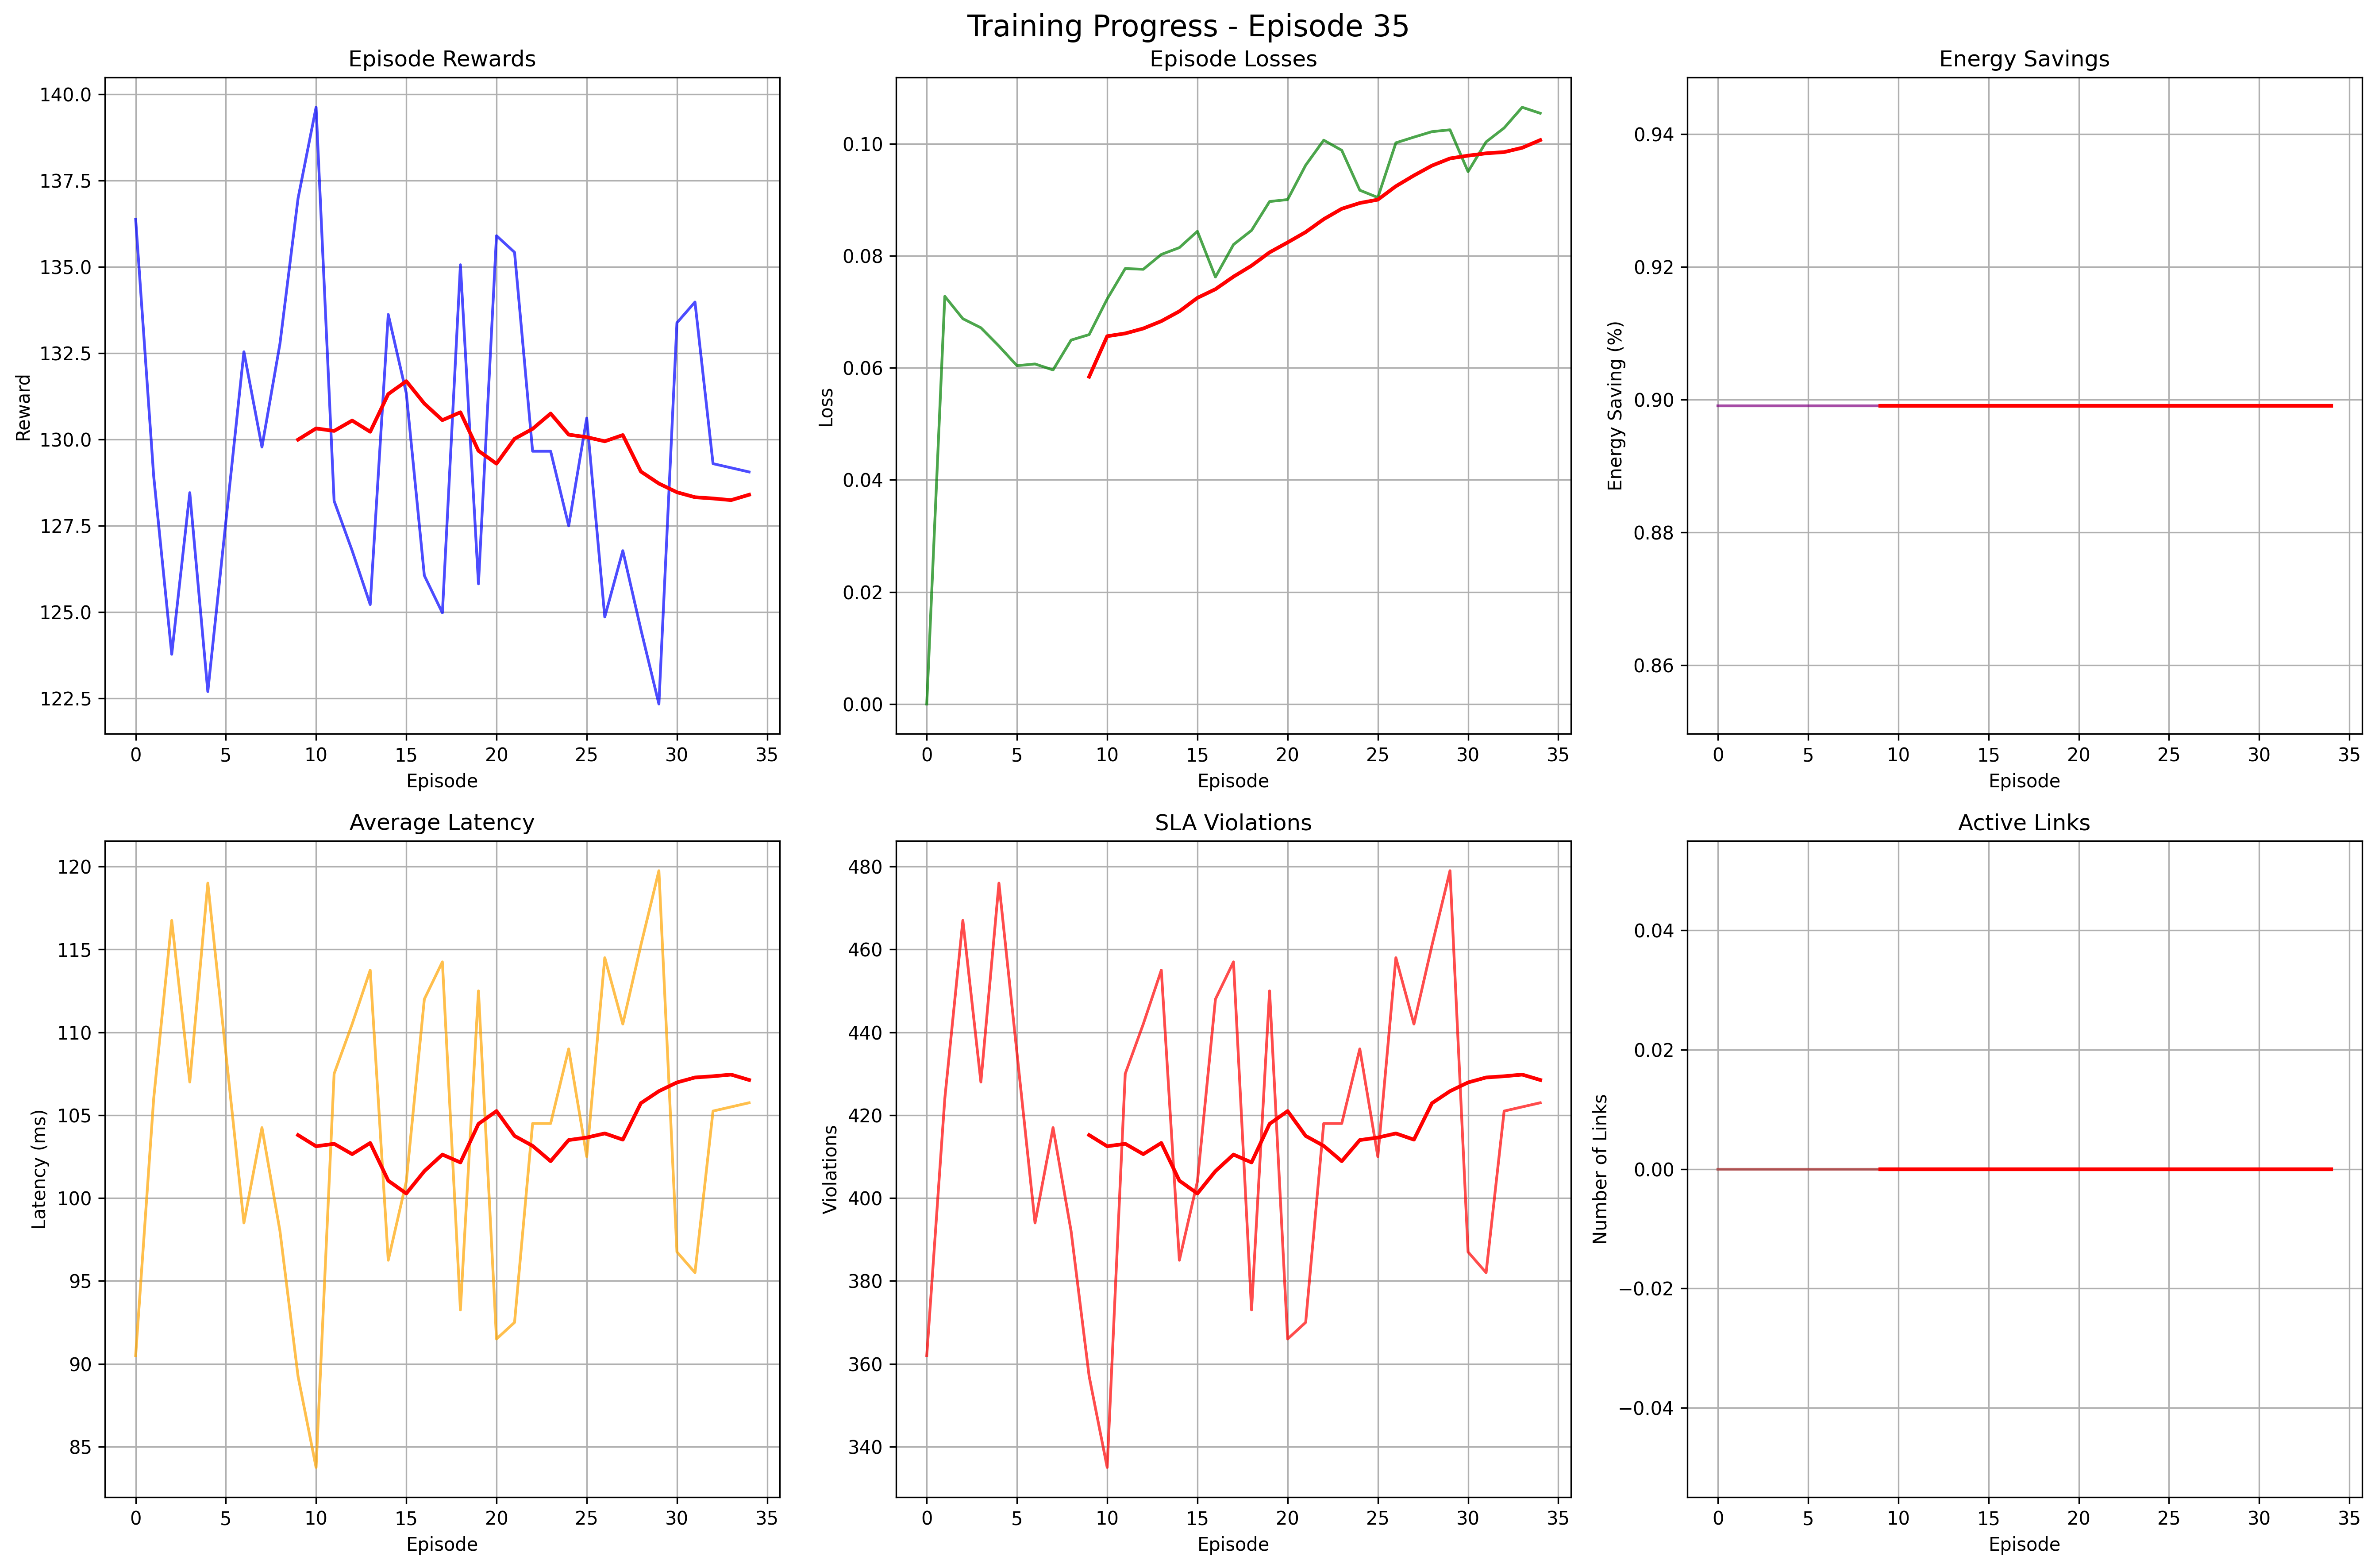 Training Progress - Episode 35
Episode Rewards
Reward
140.0
137.5
135.0
132.5
130.0
127.5
125.0
122.5
0 5 10 15 20 25 30 35
Episode
Episode Losses
Loss
0.10
0.08
0.06
0.04
0.02
0.00
0 5 10 15 20 25 30 35
Episode
Energy Savings
Energy Saving (%)
0.94
0.92
0.90
0.88
0.86
0 5 10 15 20 25 30 35
Episode
Average Latency
Latency (ms)
120
115
110
105
100
95
90
85
0 5 10 15 20 25 30 35
Episode
SLA Violations
Violations
480
460
440
420
400
380
360
340
0 5 10 15 20 25 30 35
Episode
Active Links
Number of Links
0.04
0.02
0.00
−0.02
−0.04
0 5 10 15 20 25 30 35
Episode